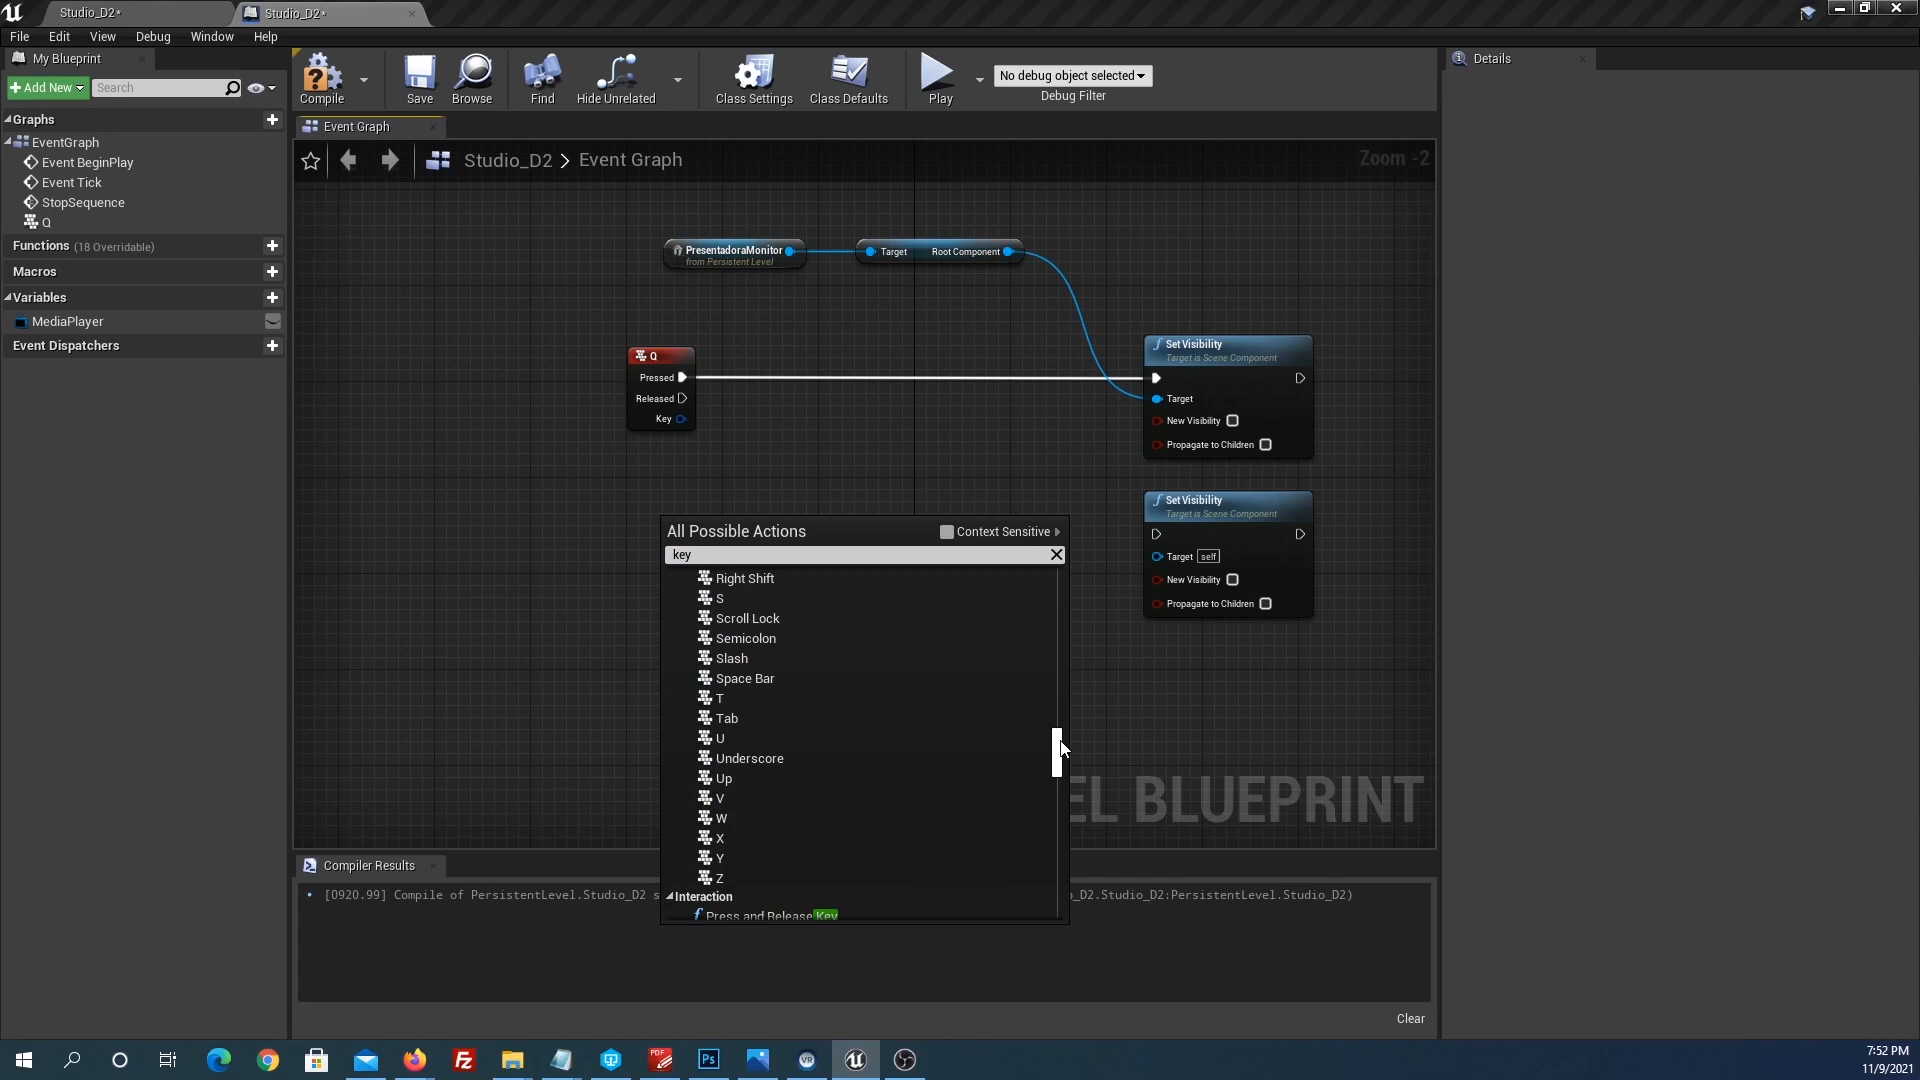 Studio_D2*
Studio_D2*
File Edit View Debug Window Help
My Blueprint
Details
Add New
Search
Compile
Save
Browse
Find
Hide Unrelated
Class Settings
Class Defaults
Play
No debug object selected
Debug Filter
Graphs
EventGraph
Event BeginPlay
Event Tick
StopSequence
Q
Functions (18 Overridable)
Macros
Variables
MediaPlayer
Event Dispatchers
Event Graph
Studio_D2 > Event Graph
Zoom -2
PresentadoraMonitor
from Persistent Level
Target Root Component
Q
Pressed
Released
Key
Set Visibility
Target is Scene Component
Target
New Visibility
Propagate to Children
Set Visibility
Target is Scene Component
Target self
New Visibility
Propagate to Children
All Possible Actions
Context Sensitive
key
Right Shift
S
Scroll Lock
Semicolon
Slash
Space Bar
T
Tab
U
Underscore
Up
V
W
X
Y
Z
Interaction
Press and Release Key
EL BLUEPRINT
Compiler Results
[0920.99] Compile of PersistentLevel.Studio_D2 s
o_D2.Studio_D2:PersistentLevel.Studio_D2)
Clear
Fz
PDF
Ps
VR
7:52 PM
11/9/2021